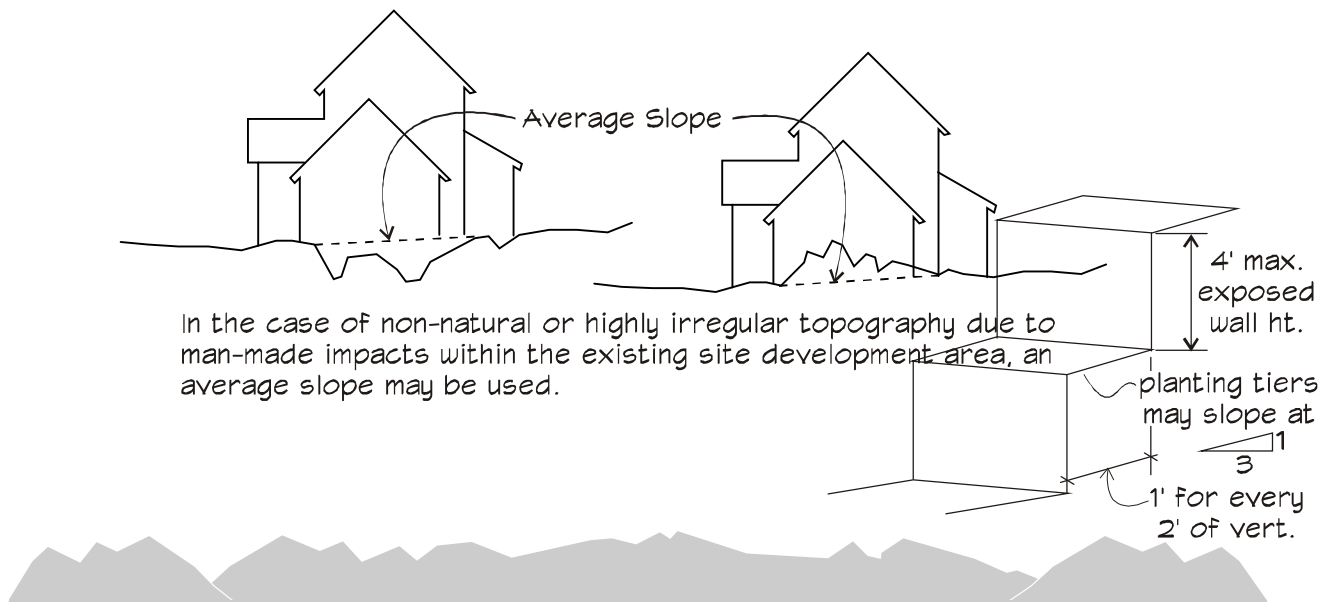 Average Slope
In the case of non-natural or highly irregular topography due to
man-made impacts within the existing site development area, an
average slope may be used.
4' max.
exposed
wall ht.
planting tiers
may slope at
1
3
1' for every
2' of vert.